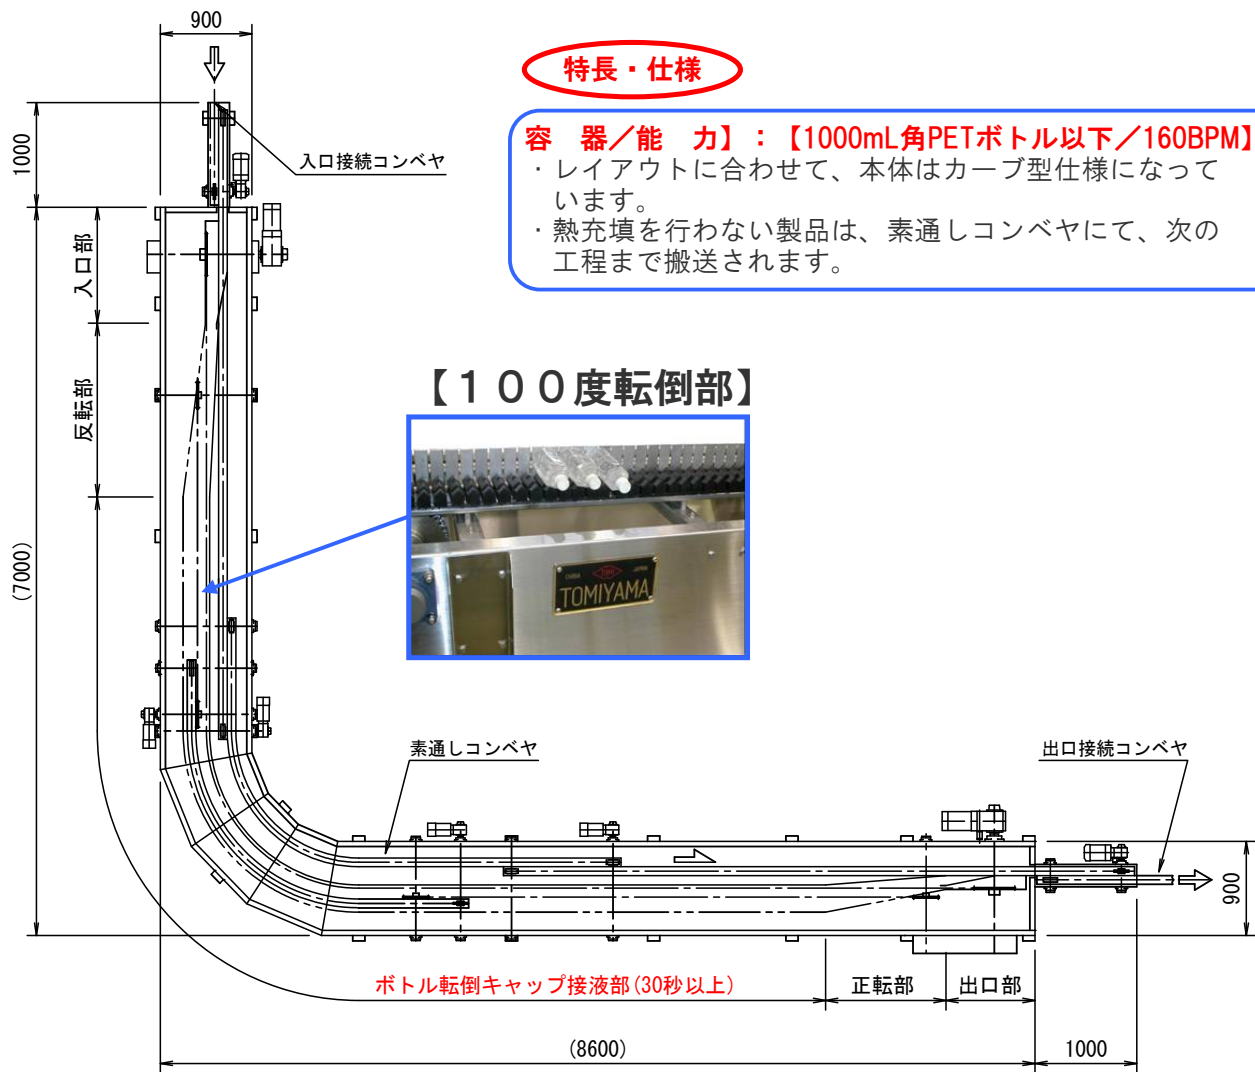 900
特長・仕様
容　器／能　力】：【1000mL角PETボトル以下／160BPM】
・レイアウトに合わせて、本体はカーブ型仕様になって
います。
・熱充填を行わない製品は、素通しコンベヤにて、次の
工程まで搬送されます。
1000
入口接続コンベヤ
入口部
反転部
(7000)
【１００度転倒部】
CHIBA
JAPAN
TOMIYAMA
素通しコンベヤ
出口接続コンベヤ
900
ボトル転倒キャップ接液部(30秒以上)
正転部
出口部
(8600)
1000